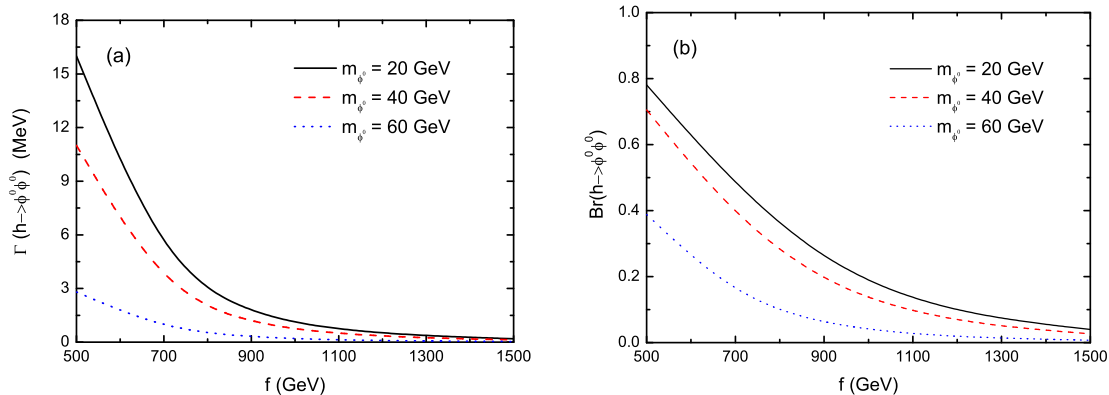 (a)
m_ϕ⁰ = 20 GeV
m_ϕ⁰ = 40 GeV
m_ϕ⁰ = 60 GeV
Γ (h−>ϕ⁰ϕ⁰) (MeV)
18
15
12
9
6
3
0
500 700 900 1100 1300 1500
f (GeV)
(b)
m_ϕ⁰ = 20 GeV
m_ϕ⁰ = 40 GeV
m_ϕ⁰ = 60 GeV
Br(h−>ϕ⁰ϕ⁰)
1.0
0.8
0.6
0.4
0.2
0.0
500 700 900 1100 1300 1500
f (GeV)